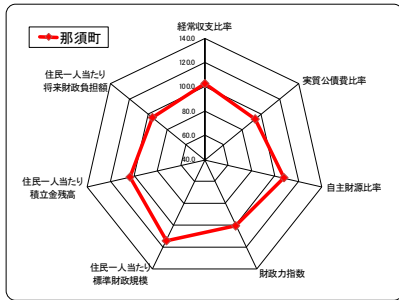 那須町
経常収支比率
140.0
120.0
100.0
80.0
60.0
40.0
実質公債費比率
自主財源比率
財政力指数
住民一人当たり
標準財政規模
住民一人当たり
積立金残高
住民一人当たり
将来財政負担額